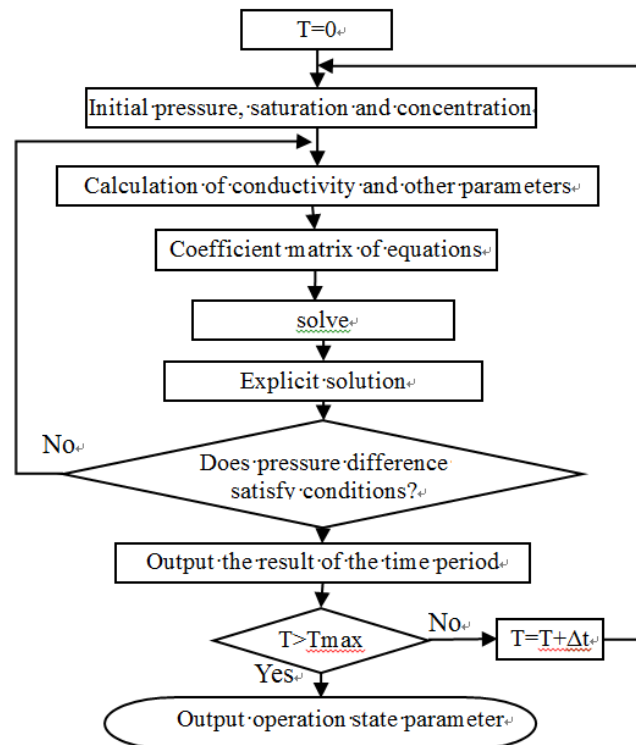 T=0
Initial pressure, saturation and concentration
Calculation of conductivity and other parameters
Coefficient matrix of equations
solve
Explicit solution
No
Does pressure difference
satisfy conditions?
Output the result of the time period
T>Tmax
No
T=T+Δt
Yes
Output operation state parameter